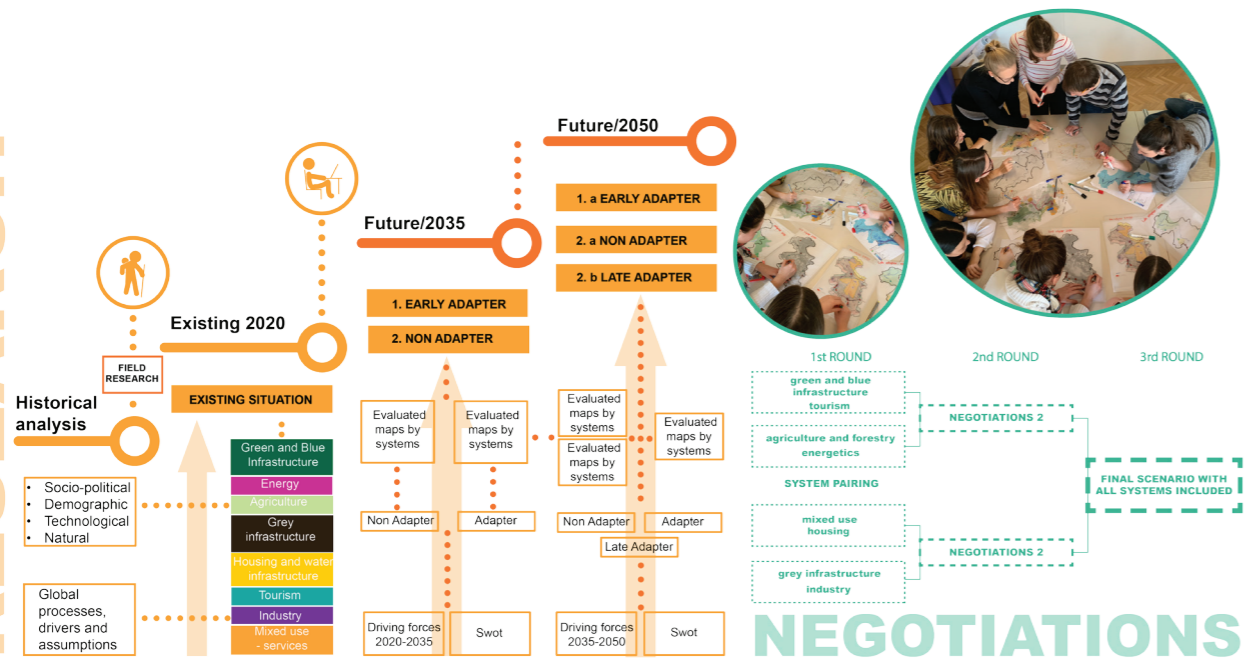 Historical
analysis
FIELD
RESEARCH
• Socio-political
• Demographic
• Technological
• Natural
Global
processes,
drivers and
assumptions
Existing 2020
EXISTING SITUATION
Green and Blue
Infrastructure
Energy
Agriculture
Grey
infrastructure
Housing and water
infrastructure
Tourism
Industry
Mixed use
- services
Future/2035
1. EARLY ADAPTER
2. NON ADAPTER
Evaluated
maps by
systems
Evaluated
maps by
systems
Non Adapter
Adapter
Driving forces
2020-2035
Swot
Future/2050
1. a EARLY ADAPTER
2. a NON ADAPTER
2. b LATE ADAPTER
Evaluated
maps by
systems
Evaluated
maps by
systems
Evaluated
maps by
systems
Non Adapter
Adapter
Late Adapter
Driving forces
2035-2050
Swot
1st ROUND
2nd ROUND
3rd ROUND
green and blue
infrastructure
tourism
agriculture and forestry
energetics
SYSTEM PAIRING
mixed use
housing
grey infrastructure
industry
NEGOTIATIONS 2
NEGOTIATIONS 2
FINAL SCENARIO WITH
ALL SYSTEMS INCLUDED
NEGOTIATIONS